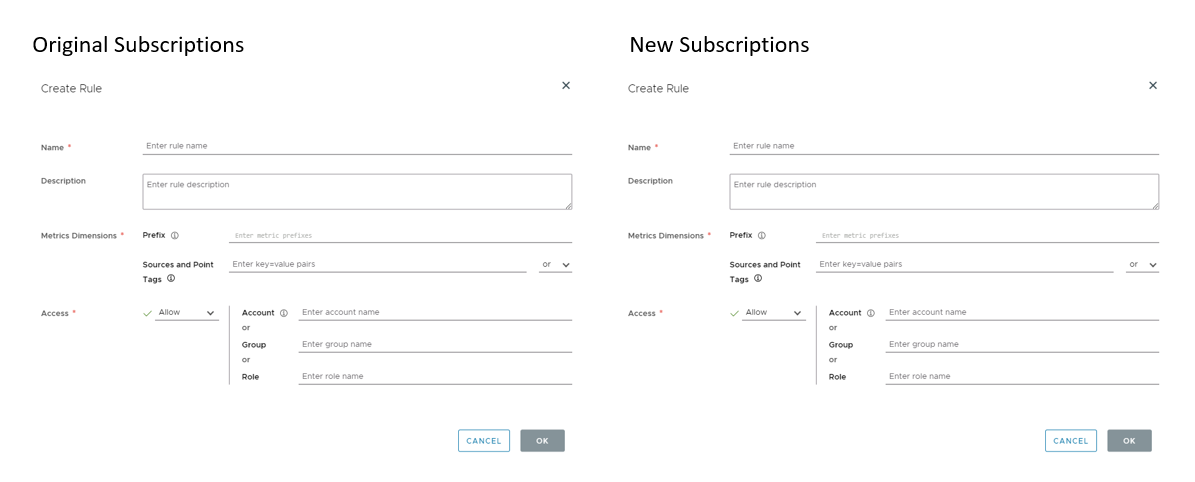 Original Subscriptions
Create Rule
Name *
Enter rule name
Description
Enter rule description
Metrics Dimensions *
Prefix
Enter metric prefixes
Sources and Point
Tags
Enter key=value pairs
or
Access *
Allow
Account
Enter account name
or
Group
Enter group name
or
Role
Enter role name
CANCEL
OK
New Subscriptions
Create Rule
Name *
Enter rule name
Description
Enter rule description
Metrics Dimensions *
Prefix
Enter metric prefixes
Sources and Point
Tags
Enter key=value pairs
or
Access *
Allow
Account
Enter account name
or
Group
Enter group name
or
Role
Enter role name
CANCEL
OK